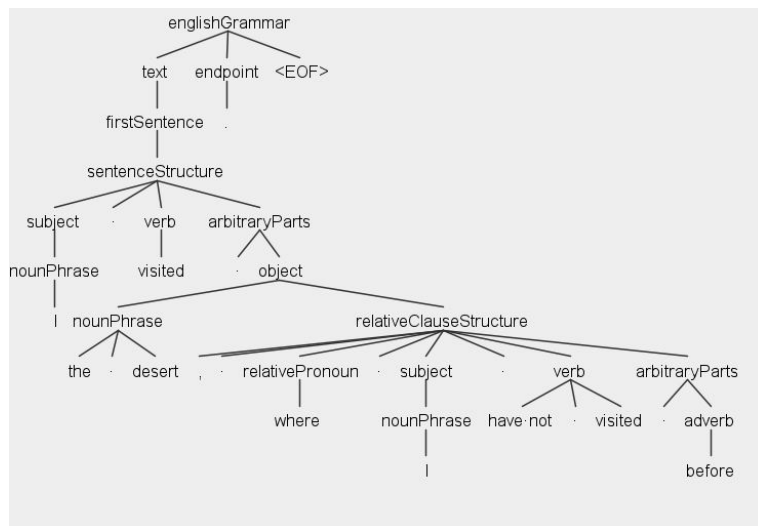 englishGrammar
text endpoint <EOF>
firstSentence .
sentenceStructure
subject · verb arbitraryParts
nounPhrase visited · object
I nounPhrase relativeClauseStructure
the · desert , · relativePronoun · subject · verb arbitraryParts
where nounPhrase have·not · visited · adverb
I before